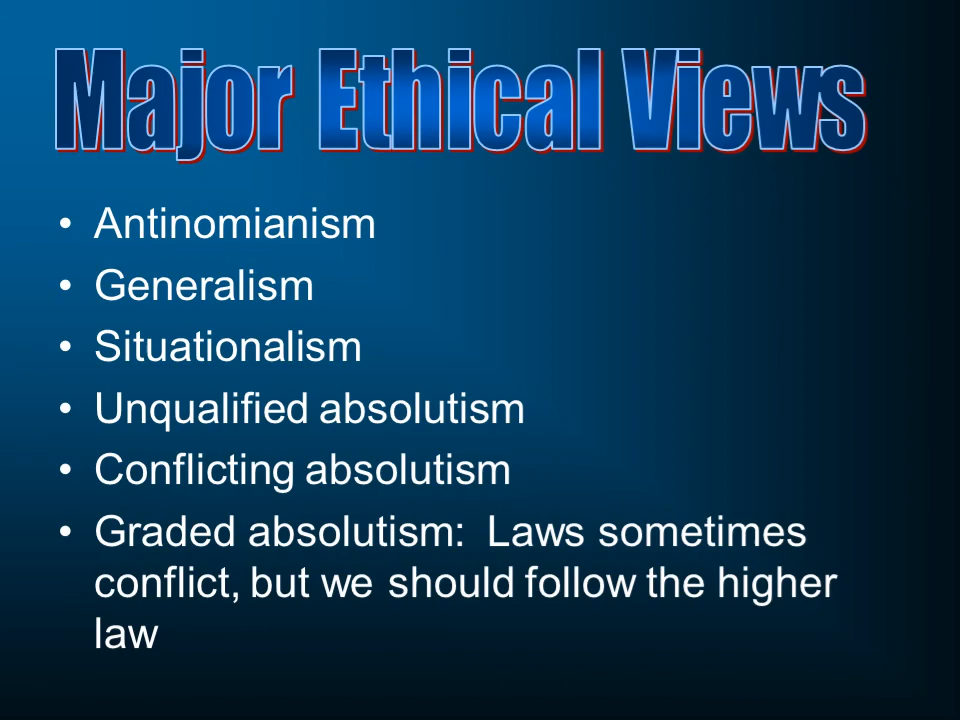 Major Ethical Views
• Antinomianism
• Generalism
• Situationalism
• Unqualified absolutism
• Conflicting absolutism
• Graded absolutism:  Laws sometimes
conflict, but we should follow the higher
law